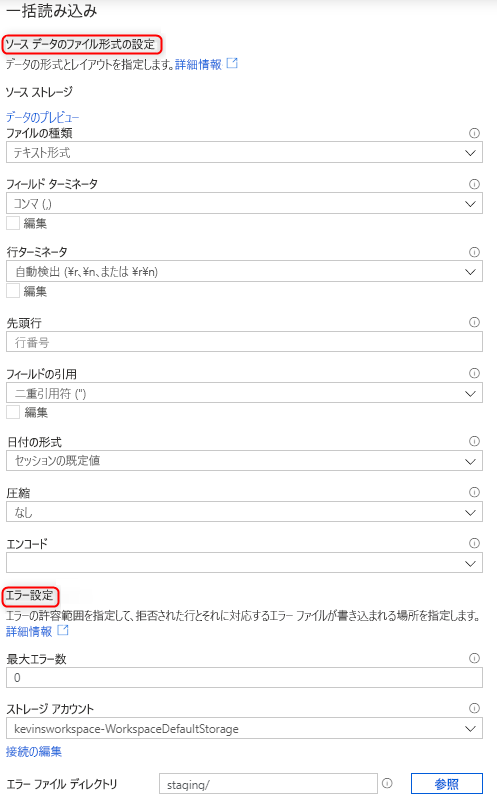 一括読み込み
ソース データのファイル形式の設定
データの形式とレイアウトを指定します。詳細情報
ソース ストレージ
データのプレビュー
ファイルの種類
テキスト形式
フィールド ターミネータ
コンマ (,)
編集
行ターミネータ
自動検出 (¥r、¥n、または ¥r¥n)
編集
先頭行
行番号
フィールドの引用
二重引用符 (")
編集
日付の形式
セッションの既定値
圧縮
なし
エンコード
エラー設定
エラーの許容範囲を指定して、拒否された行とそれに対応するエラー ファイルが書き込まれる場所を指定します。
詳細情報
最大エラー数
0
ストレージ アカウント
kevinsworkspace-WorkspaceDefaultStorage
接続の編集
エラー ファイル ディレクトリ staging/ 参照